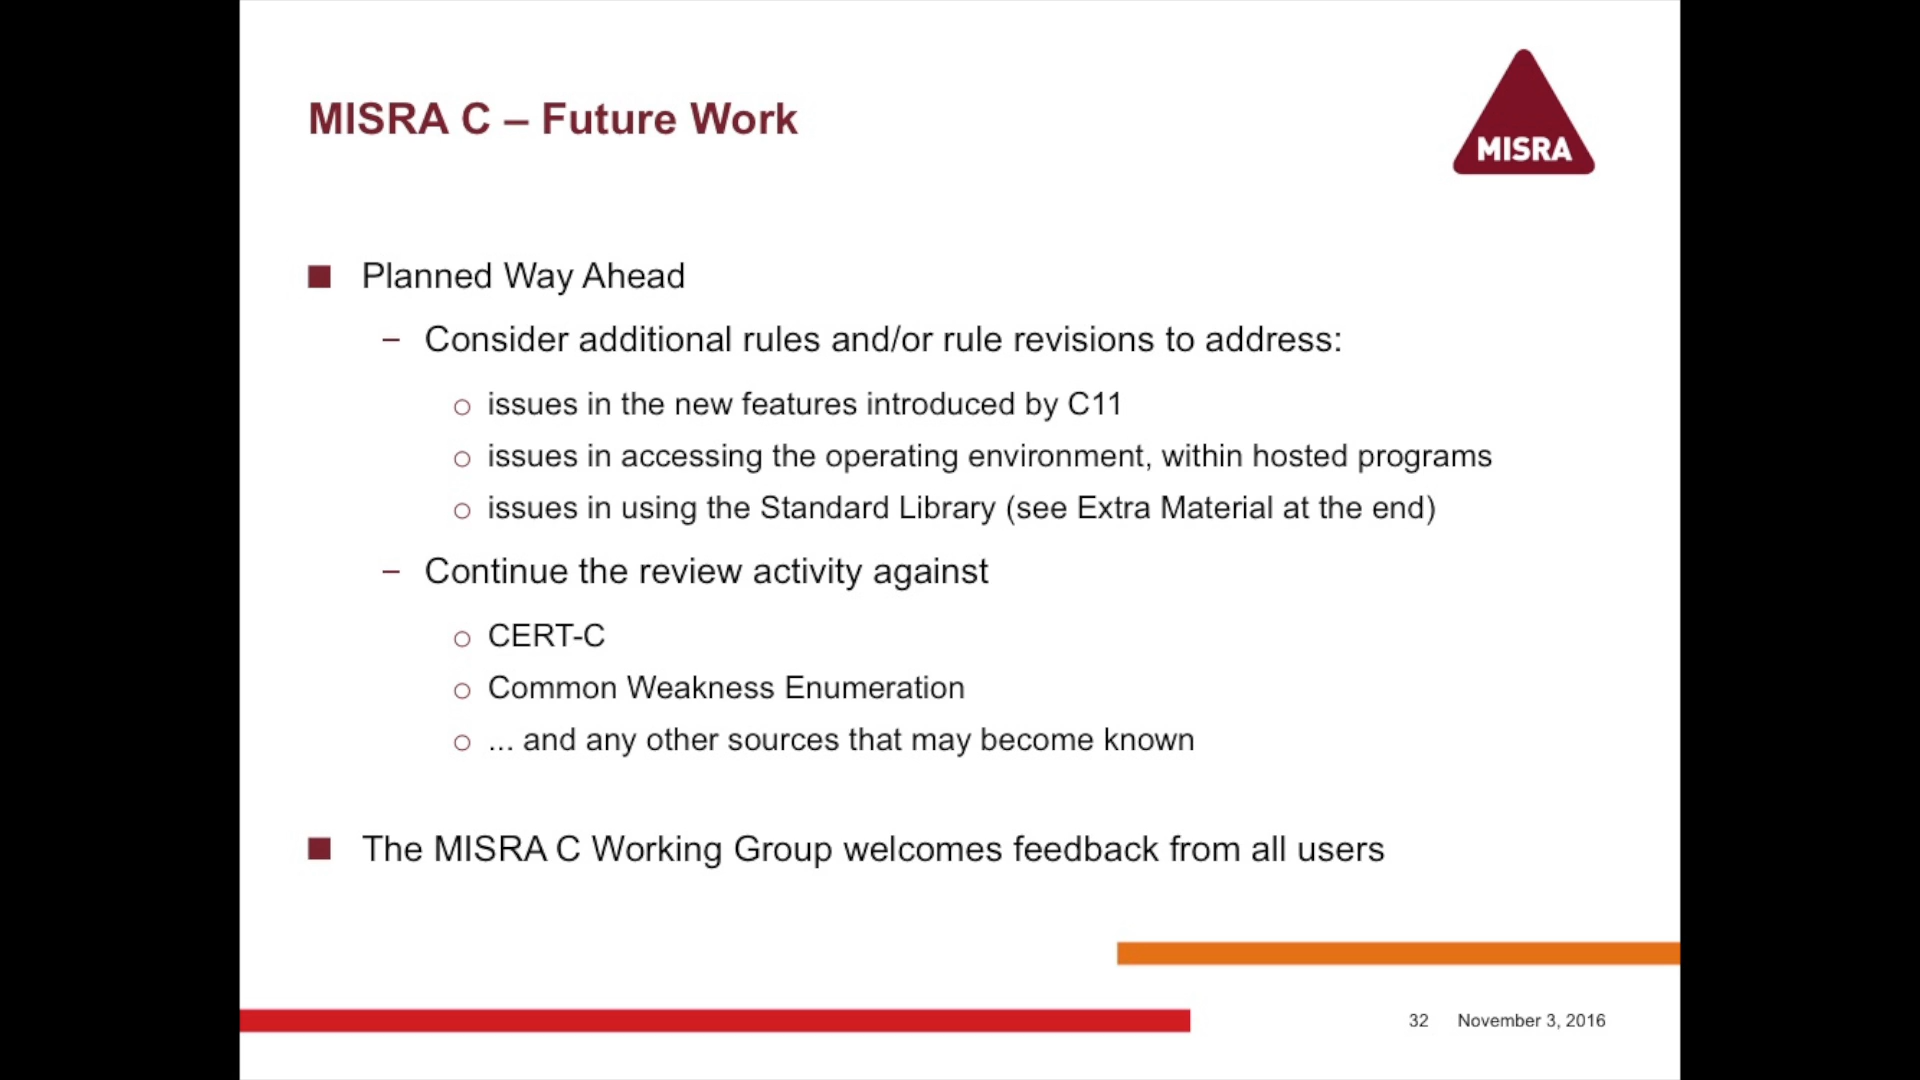 MISRA C – Future Work
MISRA
■ Planned Way Ahead
– Consider additional rules and/or rule revisions to address:
○ issues in the new features introduced by C11
○ issues in accessing the operating environment, within hosted programs
○ issues in using the Standard Library (see Extra Material at the end)
– Continue the review activity against
○ CERT-C
○ Common Weakness Enumeration
○ ... and any other sources that may become known
■ The MISRA C Working Group welcomes feedback from all users
32 November 3, 2016